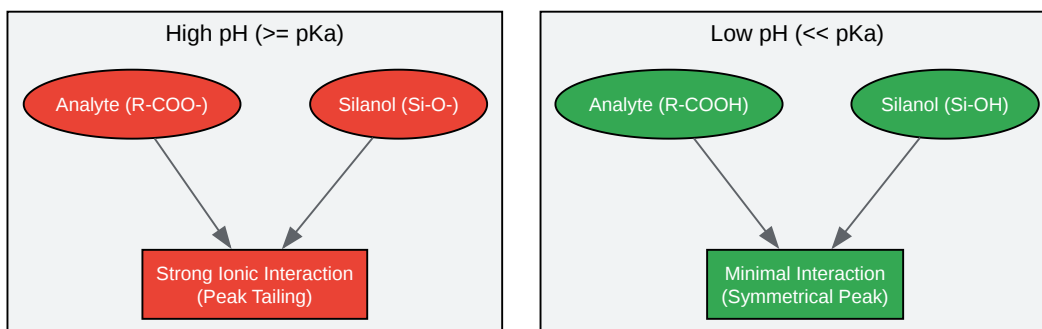 High pH (>= pKa)
Analyte (R-COO-)
Silanol (Si-O-)
Strong Ionic Interaction
(Peak Tailing)
Low pH (<< pKa)
Analyte (R-COOH)
Silanol (Si-OH)
Minimal Interaction
(Symmetrical Peak)